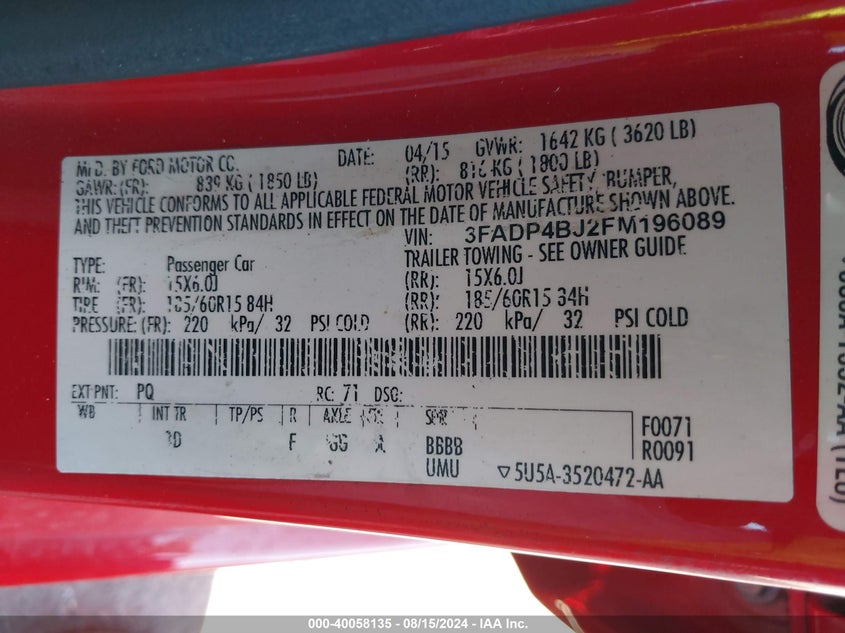 MFD. BY FORD MOTOR CO. DATE: 04/15 GVWR: 1642 KG ( 3620 LB)
GAWR: (FR): 839 KG ( 1850 LB) (RR): 816 KG ( 1800 LB)
THIS VEHICLE CONFORMS TO ALL APPLICABLE FEDERAL MOTOR VEHICLE SAFETY, BUMPER,
AND THEFT PREVENTION STANDARDS IN EFFECT ON THE DATE OF MANUFACTURE SHOWN ABOVE.
VIN: 3FADP4BJ2FM196089
TYPE: Passenger Car TRAILER TOWING - SEE OWNER GUIDE
RIM: (FR): 15X6.0J (RR): 15X6.0J
TIRE (FR): 185/60R15 84H (RR): 185/60R15 84H
PRESSURE: (FR): 220 kPa/ 32 PSI COLD (RR): 220 kPa/ 32 PSI COLD
EXT PNT: PQ RC: 71 DSO:
WB INT TR TP/PS R AXLE
F BBBB F0071
UMU R0091
5U5A-3520472-AA
000-40058135 - 08/15/2024 - IAA Inc.